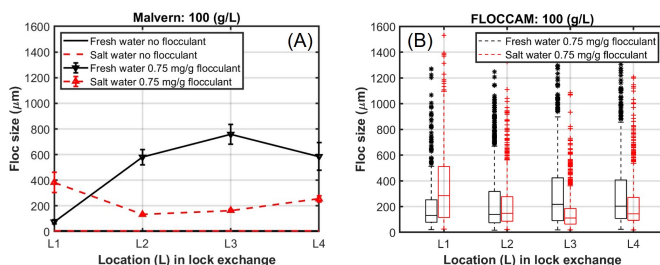 Malvern: 100 (g/L)
(A)
Fresh water no flocculant
Salt water no flocculant
Fresh water 0.75 mg/g flocculant
Salt water 0.75 mg/g flocculant
Floc size (μm)
1600
1400
1200
1000
800
600
400
200
0
L1 L2 L3 L4
Location (L) in lock exchange
FLOCCAM: 100 (g/L)
(B)
Fresh water 0.75 mg/g flocculant
Salt water 0.75 mg/g flocculant
Floc size (μm)
1600
1400
1200
1000
800
600
400
200
0
L1 L2 L3 L4
Location (L) in lock exchange